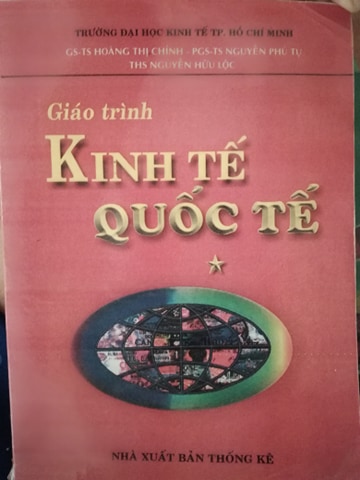 TRƯỜNG ĐẠI HỌC KINH TẾ TP. HỒ CHÍ MINH
GS-TS HOÀNG THỊ CHỈNH - PGS-TS NGUYỄN PHÚ TỤ
THS NGUYỄN HỮU LỘC
Giáo trình
KINH TẾ
QUỐC TẾ
NHÀ XUẤT BẢN THỐNG KÊ